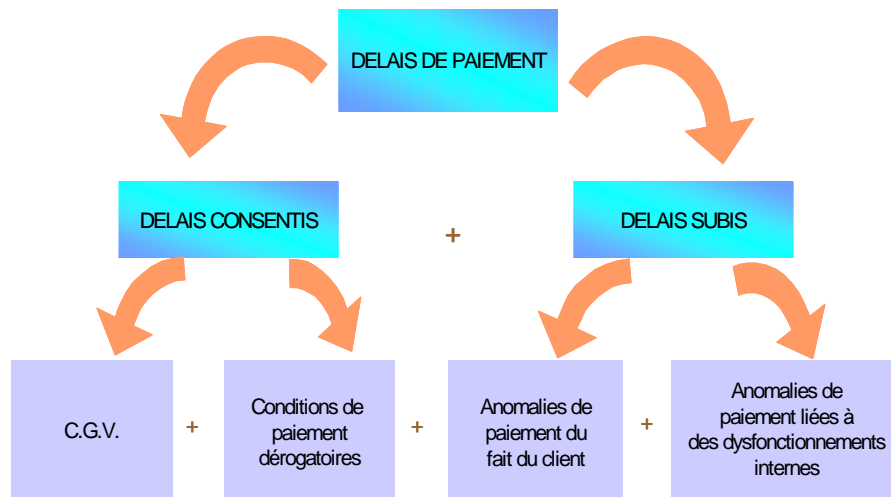 DELAIS DE PAIEMENT
DELAIS CONSENTIS
+
DELAIS SUBIS
C.G.V.
+
Conditions de
paiement
dérogatoires
+
Anomalies de
paiement du
fait du client
+
Anomalies de
paiement liées à
des dysfonctionnements
internes